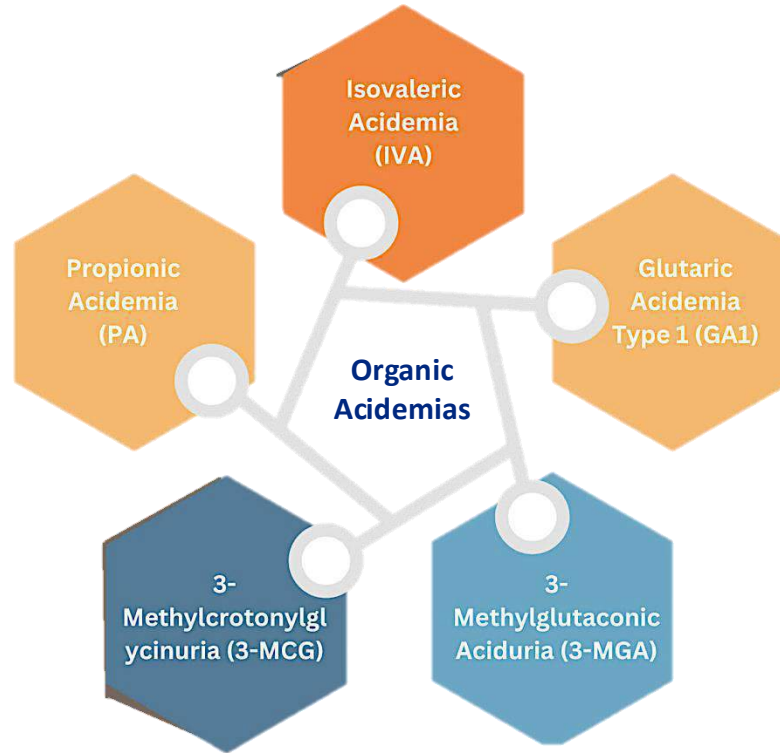 Isovaleric
Acidemia
(IVA)
Propionic
Acidemia
(PA)
Glutaric
Acidemia
Type 1 (GA1)
Organic
Acidemias
3-
Methylcrotonylgl
ycinuria (3-MCG)
3-
Methylglutaconic
Aciduria (3-MGA)